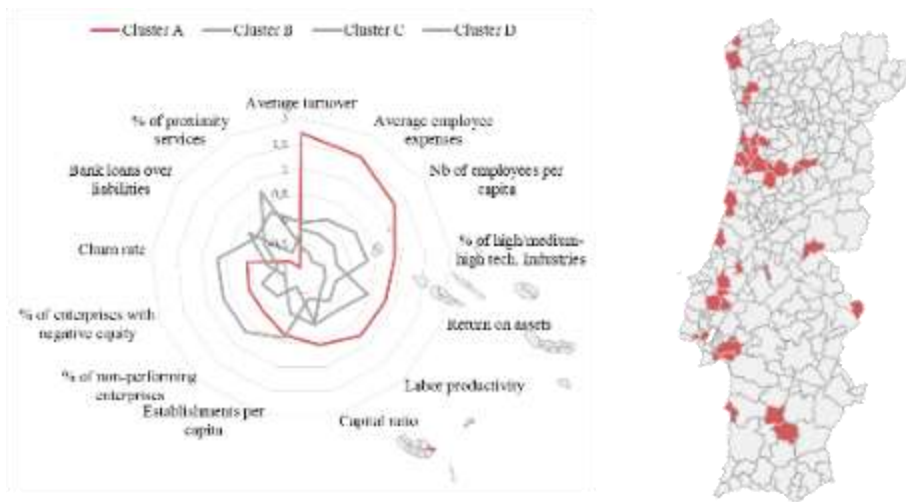 Cluster A
Cluster B
Cluster C
Cluster D
Average turnover
Average employee
expenses
Nb of employees per
capita
% of high/medium-
high tech. Industries
Return on assets
Labor productivity
Capital ratio
Establishments per
capita
% of non-performing
enterprises
% of enterprises with
negative equity
Churn rate
Bank loans over
liabilities
% of proximity
services